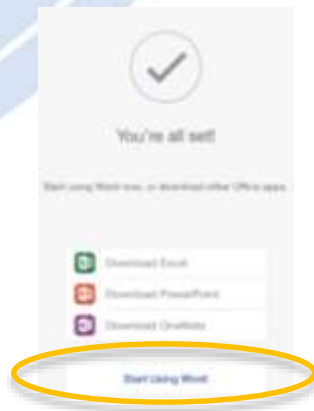 You're all set!
Start using Word now, or download other Office apps.
Download Excel
Download PowerPoint
Download OneNote
Start Using Word